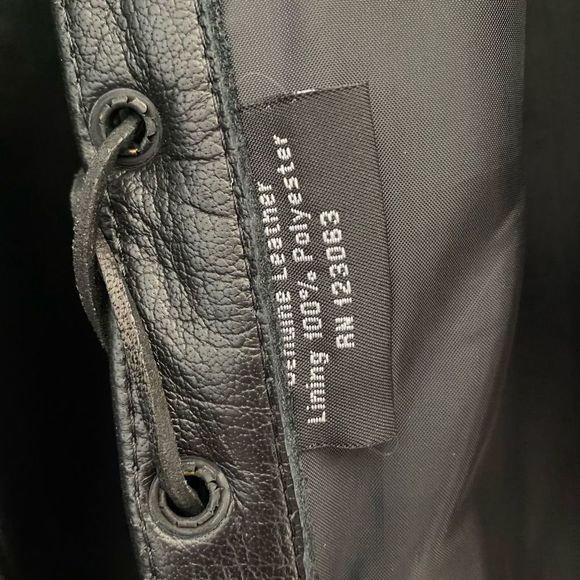 Genuine Leather
Lining 100% Polyester
RN 123063